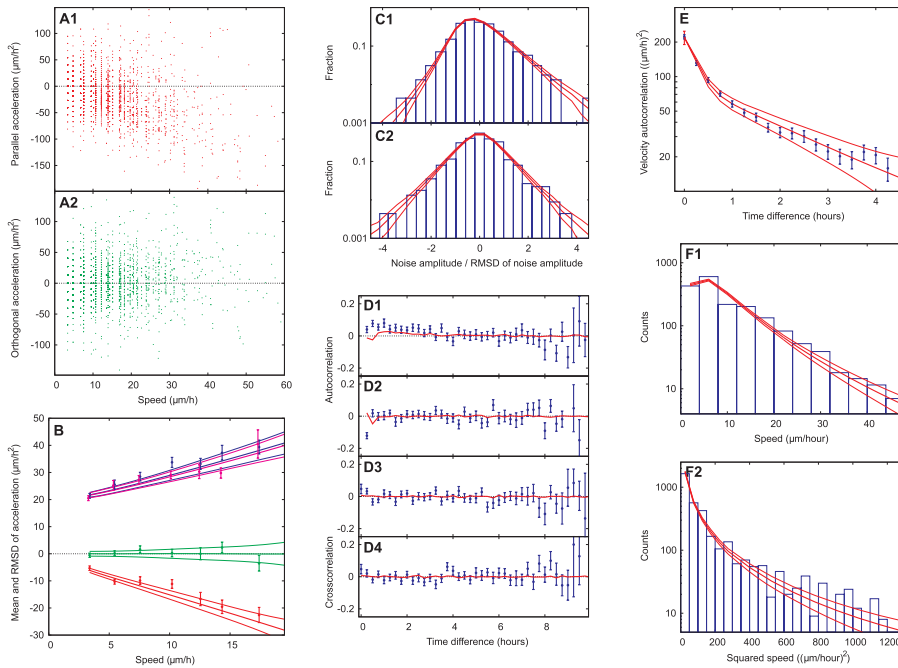 A1
Parallel acceleration (μm/h²)
100
50
0
-50
-100
-150
A2
Orthogonal acceleration (μm/h²)
100
50
0
-50
-100
0 10 20 30 40 50 60
Speed (μm/h)
B
Mean and RMSD of acceleration (μm/h²)
50
40
30
20
10
0
-10
-20
-30
5 10 15
Speed (μm/h)
C1
Fraction
0.1
0.001
C2
Fraction
0.1
0.001
-4 -2 0 2 4
Noise amplitude / RMSD of noise amplitude
D1
Autocorrelation
0.2
0
-0.2
D2
0.2
0
-0.2
D3
Crosscorrelation
0.2
0
-0.2
D4
0.2
0
-0.2
0 2 4 6 8
Time difference (hours)
E
Velocity autocorrelation ((μm/h)²)
200
100
50
20
0 1 2 3 4
Time difference (hours)
F1
Counts
1000
100
10
0 10 20 30 40
Speed (μm/hour)
F2
Counts
1000
100
10
0 200 400 600 800 1000 1200
Squared speed ((μm/hour)²)